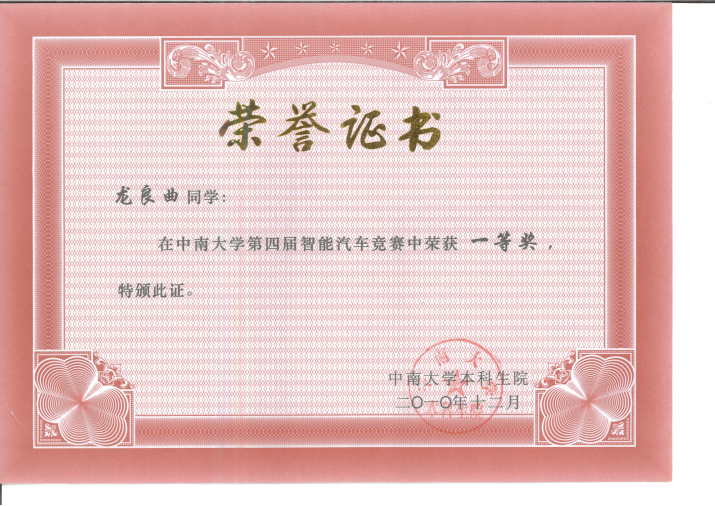 荣誉证书
龙良曲 同学:
在中南大学第四届智能汽车竞赛中荣获 一等奖,
特颁此证。
中南大学本科生院
二〇一〇年十二月